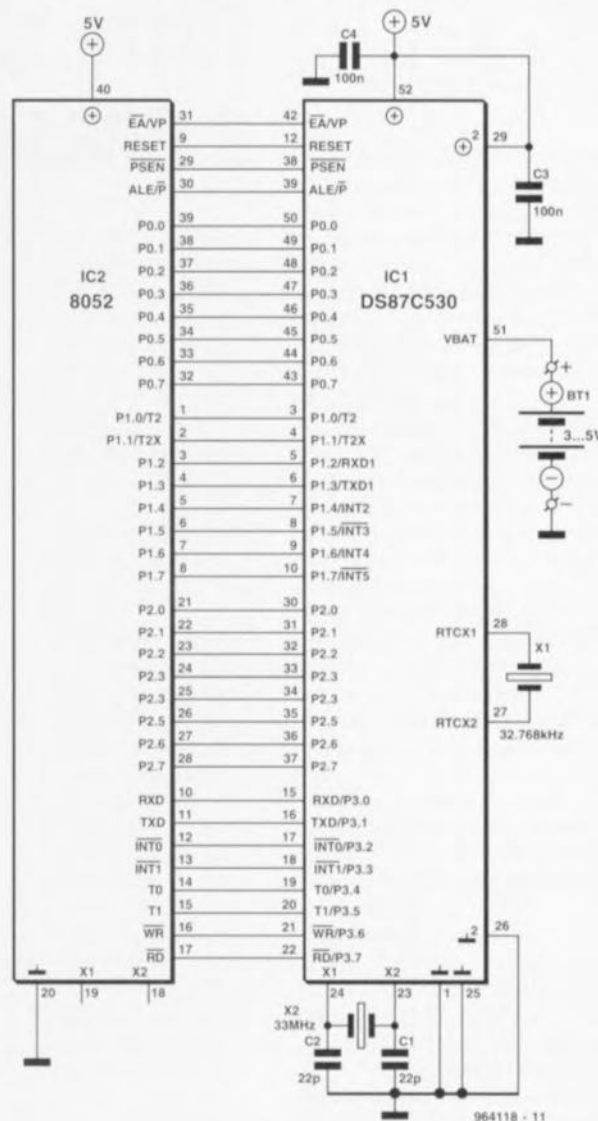 5V
40
EA/VP 31 42 EA/VP
RESET 9 12 RESET
PSEN 29 38 PSEN
ALE/P 30 39 ALE/P
P0.0 39 50 P0.0
P0.1 38 49 P0.1
P0.2 37 48 P0.2
P0.3 36 47 P0.3
P0.4 35 46 P0.4
P0.5 34 45 P0.5
P0.6 33 44 P0.6
P0.7 32 43 P0.7
IC2
8052
P1.0/T2 1 3 P1.0/T2
P1.1/T2X 2 4 P1.1/T2X
P1.2 3 5 P1.2/RXD1
P1.3 4 6 P1.3/TXD1
P1.4 5 7 P1.4/INT2
P1.5 6 8 P1.5/INT3
P1.6 7 9 P1.6/INT4
P1.7 8 10 P1.7/INT5
P2.0 21 30 P2.0
P2.1 22 31 P2.1
P2.2 23 32 P2.2
P2.3 24 33 P2.3
P2.3 25 34 P2.3
P2.5 26 35 P2.5
P2.6 27 36 P2.6
P2.7 28 37 P2.7
RXD 10 15 RXD/P3.0
TXD 11 16 TXD/P3.1
INT0 12 17 INT0/P3.2
INT1 13 18 INT1/P3.3
T0 14 19 T0/P3.4
T1 15 20 T1/P3.5
WR 16 21 WR/P3.6
RD 17 22 RD/P3.7
X1 X2
20 19 18
C4
100n
5V
52
2 29
C3
100n
IC1
DS87C530
VBAT 51
+
BT1
3...5V
–
RTCX1 28
X1
RTCX2 27
32.768kHz
2 26
X1 X2
24 23 1 25
X2
33MHz
C2 C1
22p 22p
964118 - 11